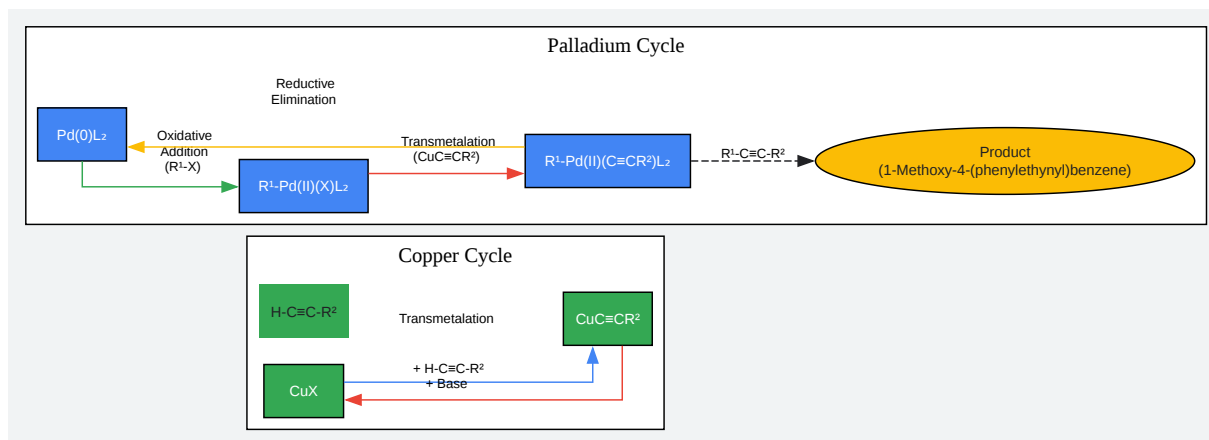 Palladium Cycle
Reductive
Elimination
Pd(0)L₂
Oxidative
Addition
(R¹-X)
R¹-Pd(II)(X)L₂
Transmetalation
(CuC≡CR²)
R¹-Pd(II)(C≡CR²)L₂
R¹-C≡C-R²
Product
(1-Methoxy-4-(phenylethynyl)benzene)
Copper Cycle
H-C≡C-R²
Transmetalation
CuC≡CR²
CuX
+ H-C≡C-R²
+ Base